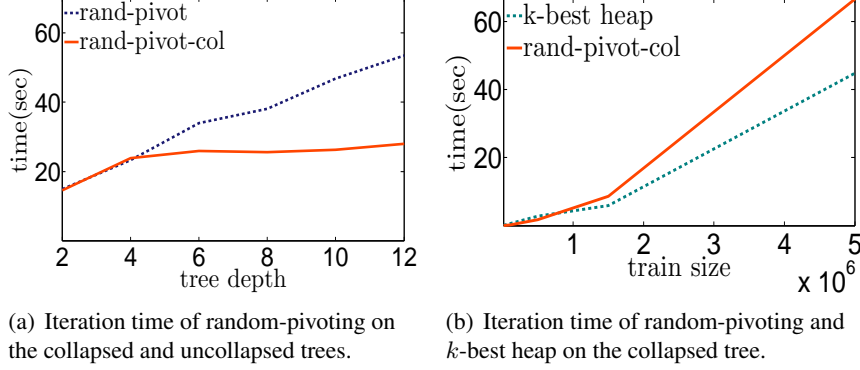 rand-pivot
rand-pivot-col
60
40
20
time(sec)
2 4 6 8 10 12
tree depth
(a) Iteration time of random-pivoting on
the collapsed and uncollapsed trees.
k-best heap
rand-pivot-col
60
40
20
time(sec)
1 2 3 4 5
train size
x 10^6
(b) Iteration time of random-pivoting and
k-best heap on the collapsed tree.